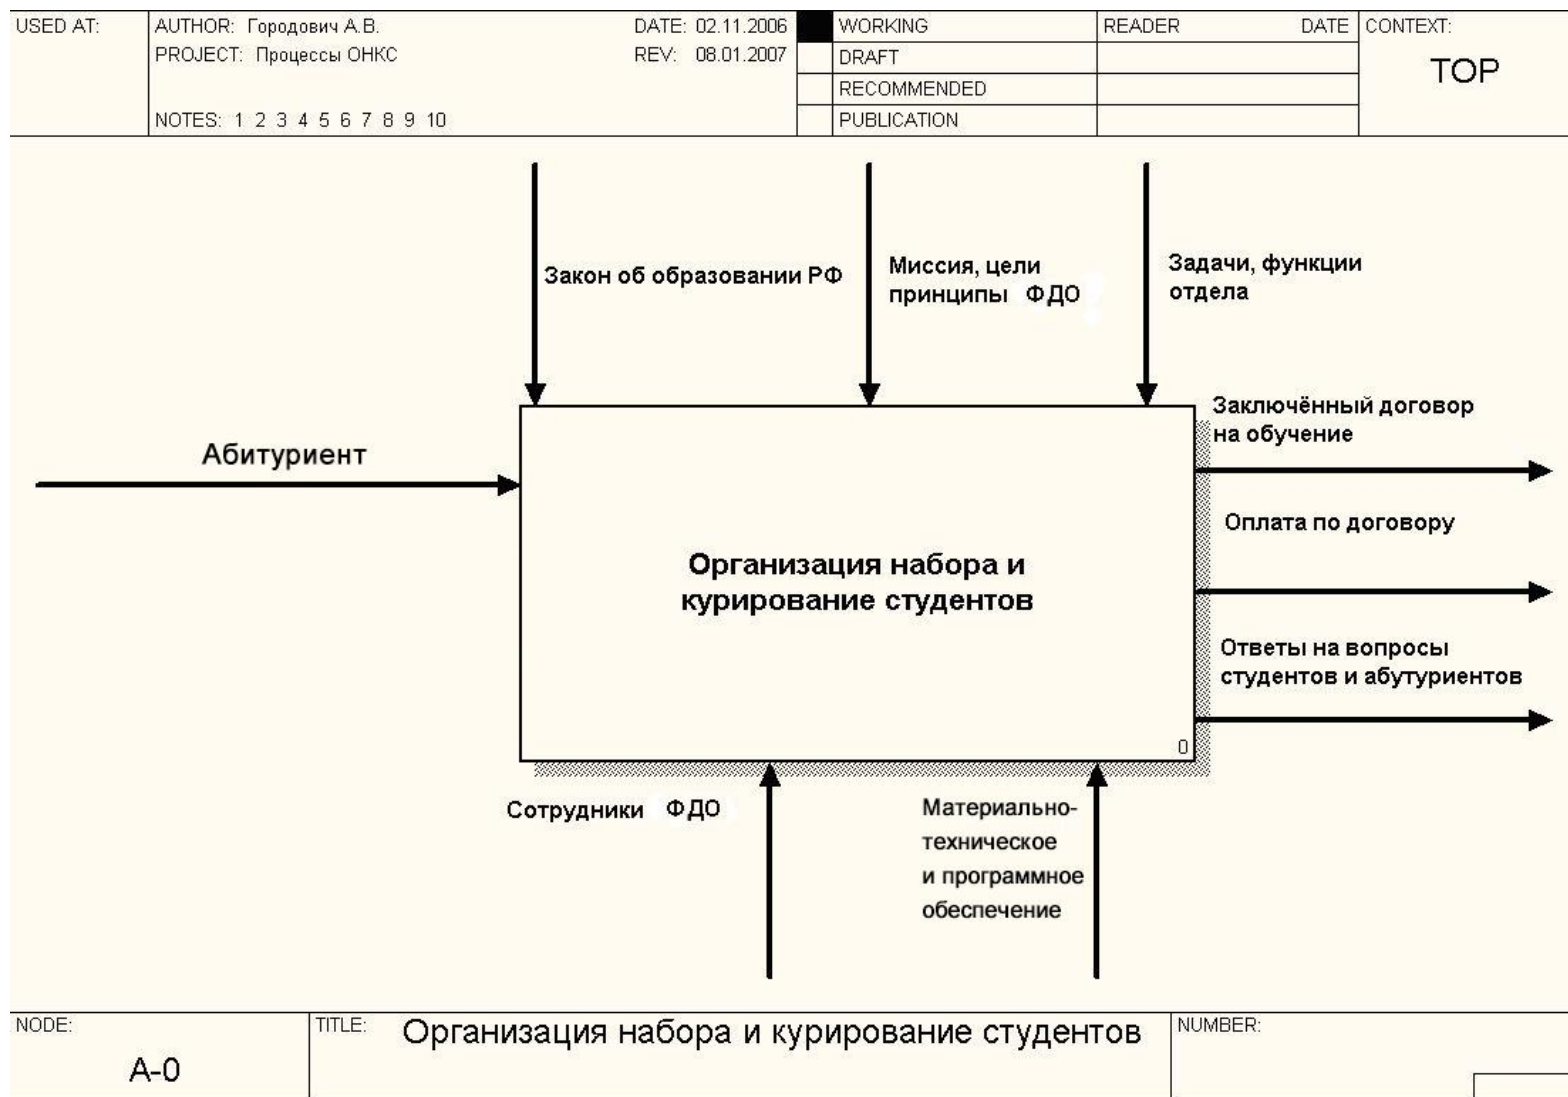 USED AT:
AUTHOR: Городович А.В.
DATE: 02.11.2006
PROJECT: Процессы ОНКС
REV: 08.01.2007
NOTES: 1 2 3 4 5 6 7 8 9 10
WORKING
DRAFT
RECOMMENDED
PUBLICATION
READER
DATE
CONTEXT:
TOP
Закон об образовании РФ
Миссия, цели
принципы ФДО
Задачи, функции
отдела
Абитуриент
Заключённый договор
на обучение
Оплата по договору
Организация набора и
курирование студентов
Ответы на вопросы
студентов и абутуриентов
0
Сотрудники ФДО
Материально-
техническое
и программное
обеспечение
NODE:
A-0
TITLE:
Организация набора и курирование студентов
NUMBER: